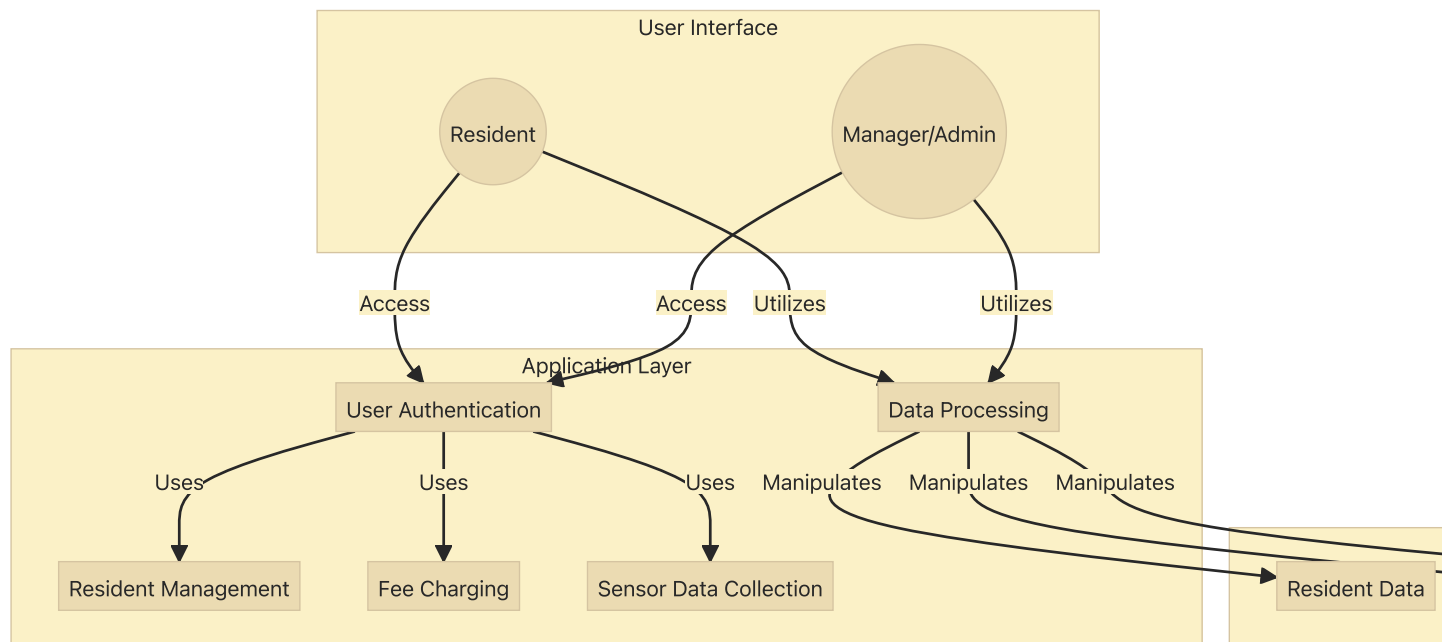 User Interface
Resident
Manager/Admin
Access
Access
Utilizes
Utilizes
Application Layer
User Authentication
Data Processing
Uses
Uses
Uses
Manipulates
Manipulates
Manipulates
Resident Management
Fee Charging
Sensor Data Collection
Resident Data